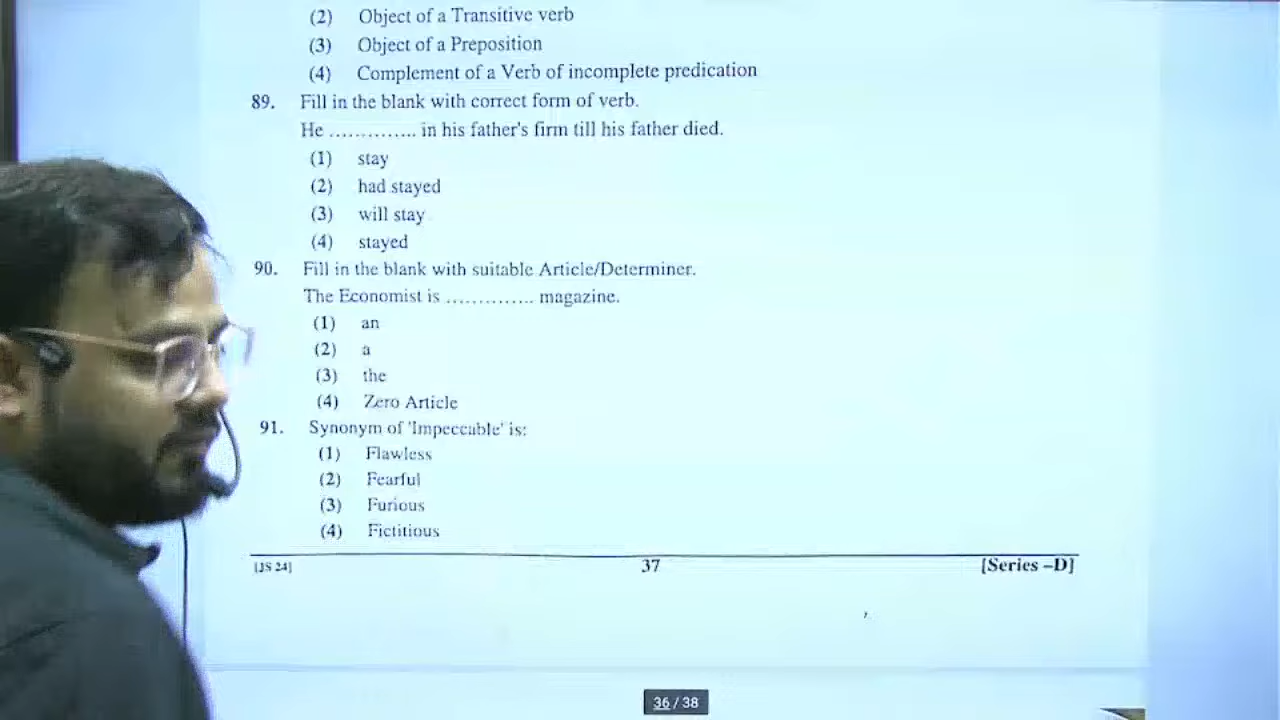 (2) Object of a Transitive verb
(3) Object of a Preposition
(4) Complement of a Verb of incomplete predication
89. Fill in the blank with correct form of verb.
He .............. in his father's firm till his father died.
(1) stay
(2) had stayed
(3) will stay
(4) stayed
90. Fill in the blank with suitable Article/Determiner.
The Economist is .............. magazine.
(1) an
(2) a
(3) the
(4) Zero Article
91. Synonym of 'Impeccable' is:
(1) Flawless
(2) Fearful
(3) Furious
(4) Fictitious
[JS 24] 37 [Series –D]
36 / 38